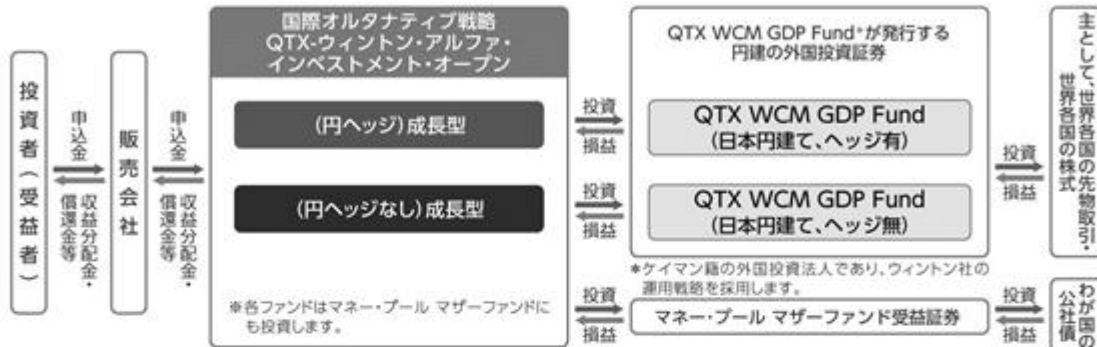 投資者(受益者)
申込金
収益分配金・
償還金等
販売会社
申込金
収益分配金・
償還金等
国際オルタナティブ戦略
QTX-ウィントン・アルファ・
インベストメント・オープン
(円ヘッジ)成長型
(円ヘッジなし)成長型
※各ファンドはマネー・プール マザーファンドに
も投資します。
投資
損益
投資
損益
投資
損益
QTX WCM GDP Fund*が発行する
円建の外国投資証券
QTX WCM GDP Fund
(日本円建て、ヘッジ有)
QTX WCM GDP Fund
(日本円建て、ヘッジ無)
*ケイマン籍の外国投資法人であり、ウィントン社の
運用戦略を採用します。
マネー・プール マザーファンド受益証券
投資
損益
投資
損益
主として、世界各国の先物取引・
世界各国の株式
わが国の
公社債